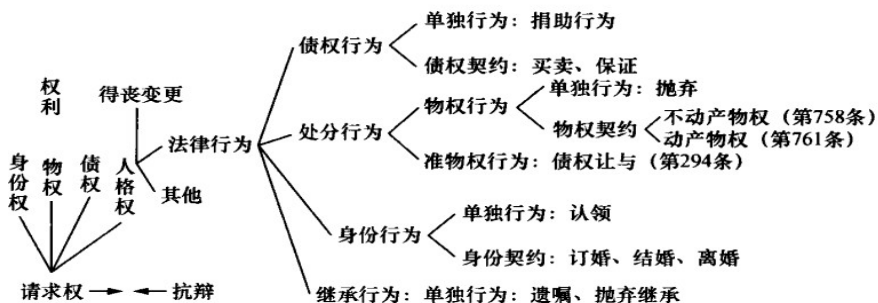 单独行为：捐助行为
债权行为
债权契约：买卖、保证
权利
得丧变更
单独行为：抛弃
物权行为
不动产物权（第758条）
物权契约
动产物权（第761条）
法律行为
处分行为
准物权行为：债权让与（第294条）
身份权
物权
债权
人格权
其他
单独行为：认领
身份行为
身份契约：订婚、结婚、离婚
请求权
抗辩
继承行为：单独行为：遗嘱、抛弃继承